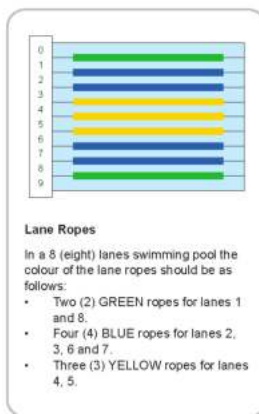 0
1
2
3
4
5
6
7
8
9
Lane Ropes
In a 8 (eight) lanes swimming pool the
colour of the lane ropes should be as
follows:
• Two (2) GREEN ropes for lanes 1
and 8.
• Four (4) BLUE ropes for lanes 2,
3, 6 and 7.
• Three (3) YELLOW ropes for lanes
4, 5.